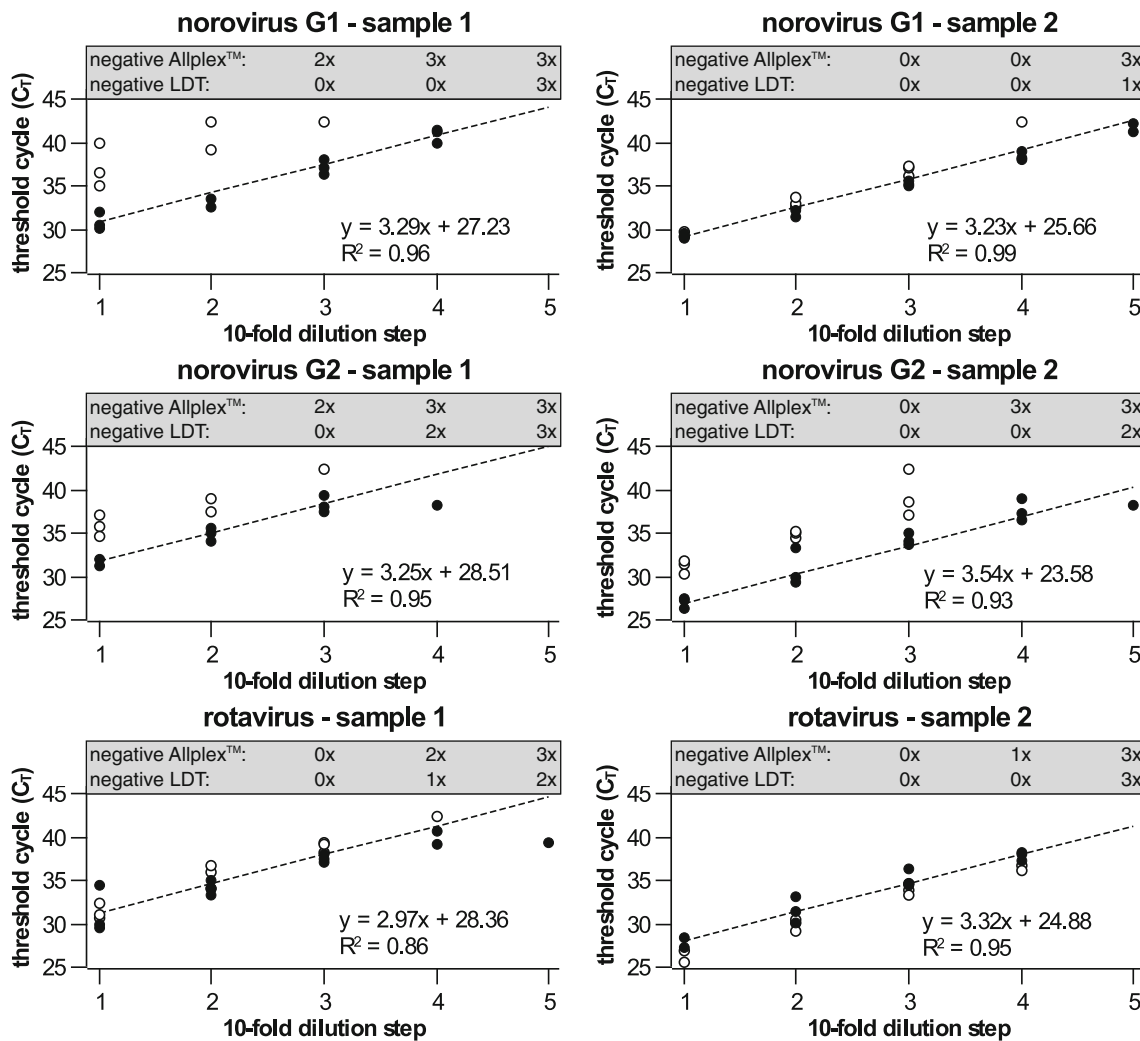 norovirus G1 - sample 1
negative Allplex™: 2x 3x 3x
negative LDT: 0x 0x 3x
threshold cycle (CT)
45
40
35
30
25
y = 3.29x + 27.23
R² = 0.96
1 2 3 4 5
10-fold dilution step
norovirus G1 - sample 2
negative Allplex™: 0x 0x 3x
negative LDT: 0x 0x 1x
threshold cycle (CT)
45
40
35
30
25
y = 3.23x + 25.66
R² = 0.99
1 2 3 4 5
10-fold dilution step
norovirus G2 - sample 1
negative Allplex™: 2x 3x 3x
negative LDT: 0x 2x 3x
threshold cycle (CT)
45
40
35
30
25
y = 3.25x + 28.51
R² = 0.95
1 2 3 4 5
10-fold dilution step
norovirus G2 - sample 2
negative Allplex™: 0x 3x 3x
negative LDT: 0x 0x 2x
threshold cycle (CT)
45
40
35
30
25
y = 3.54x + 23.58
R² = 0.93
1 2 3 4 5
10-fold dilution step
rotavirus - sample 1
negative Allplex™: 0x 2x 3x
negative LDT: 0x 1x 2x
threshold cycle (CT)
45
40
35
30
25
y = 2.97x + 28.36
R² = 0.86
1 2 3 4 5
10-fold dilution step
rotavirus - sample 2
negative Allplex™: 0x 1x 3x
negative LDT: 0x 0x 3x
threshold cycle (CT)
45
40
35
30
25
y = 3.32x + 24.88
R² = 0.95
1 2 3 4 5
10-fold dilution step